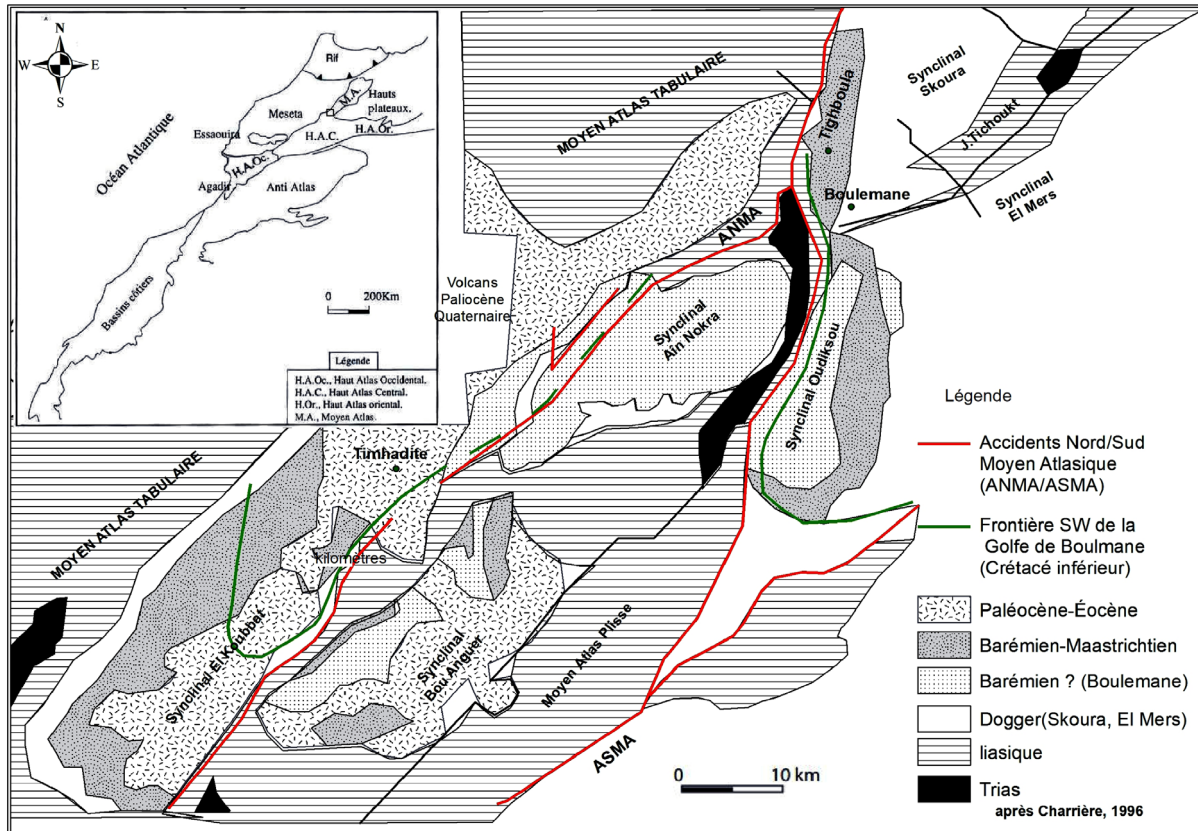 N
W
E
S
Océan Atlantique
Rif
M.A.
Hauts
plateaux.
Meseta
H.A.Or.
H.A.C.
Essaouira
H.A.Oc.
Agadir
Anti Atlas
Bassins côtiers
0 200Km
Légende
H.A.Oc., Haut Atlas Occidental.
H.A.C., Haut Atlas Central.
H.Or., Haut Atlas oriental.
M.A., Moyen Atlas.
MOYEN ATLAS TABULAIRE
Tighboula
Synclinal
Skoura
J.Tichoukt
Boulemane
Synclinal
El Mers
ANMA
Volcans
Paliocène
Quaternaire
Synclinal
Aïn Nokra
Synclinal Oudiksou
Timhadite
MOYEN ATLAS TABULAIRE
kilomètres
Synclinal El Koubbet
Synclinal
Bou Anguer
Moyen Atlas Plisse
ASMA
0 10 km
Légende
Accidents Nord/Sud
Moyen Atlasique
(ANMA/ASMA)
Frontière SW de la
Golfe de Boulmane
(Crétacé inférieur)
Paléocène-Éocène
Barémien-Maastrichtien
Barémien ? (Boulemane)
Dogger(Skoura, El Mers)
liasique
Trias
après Charrière, 1996